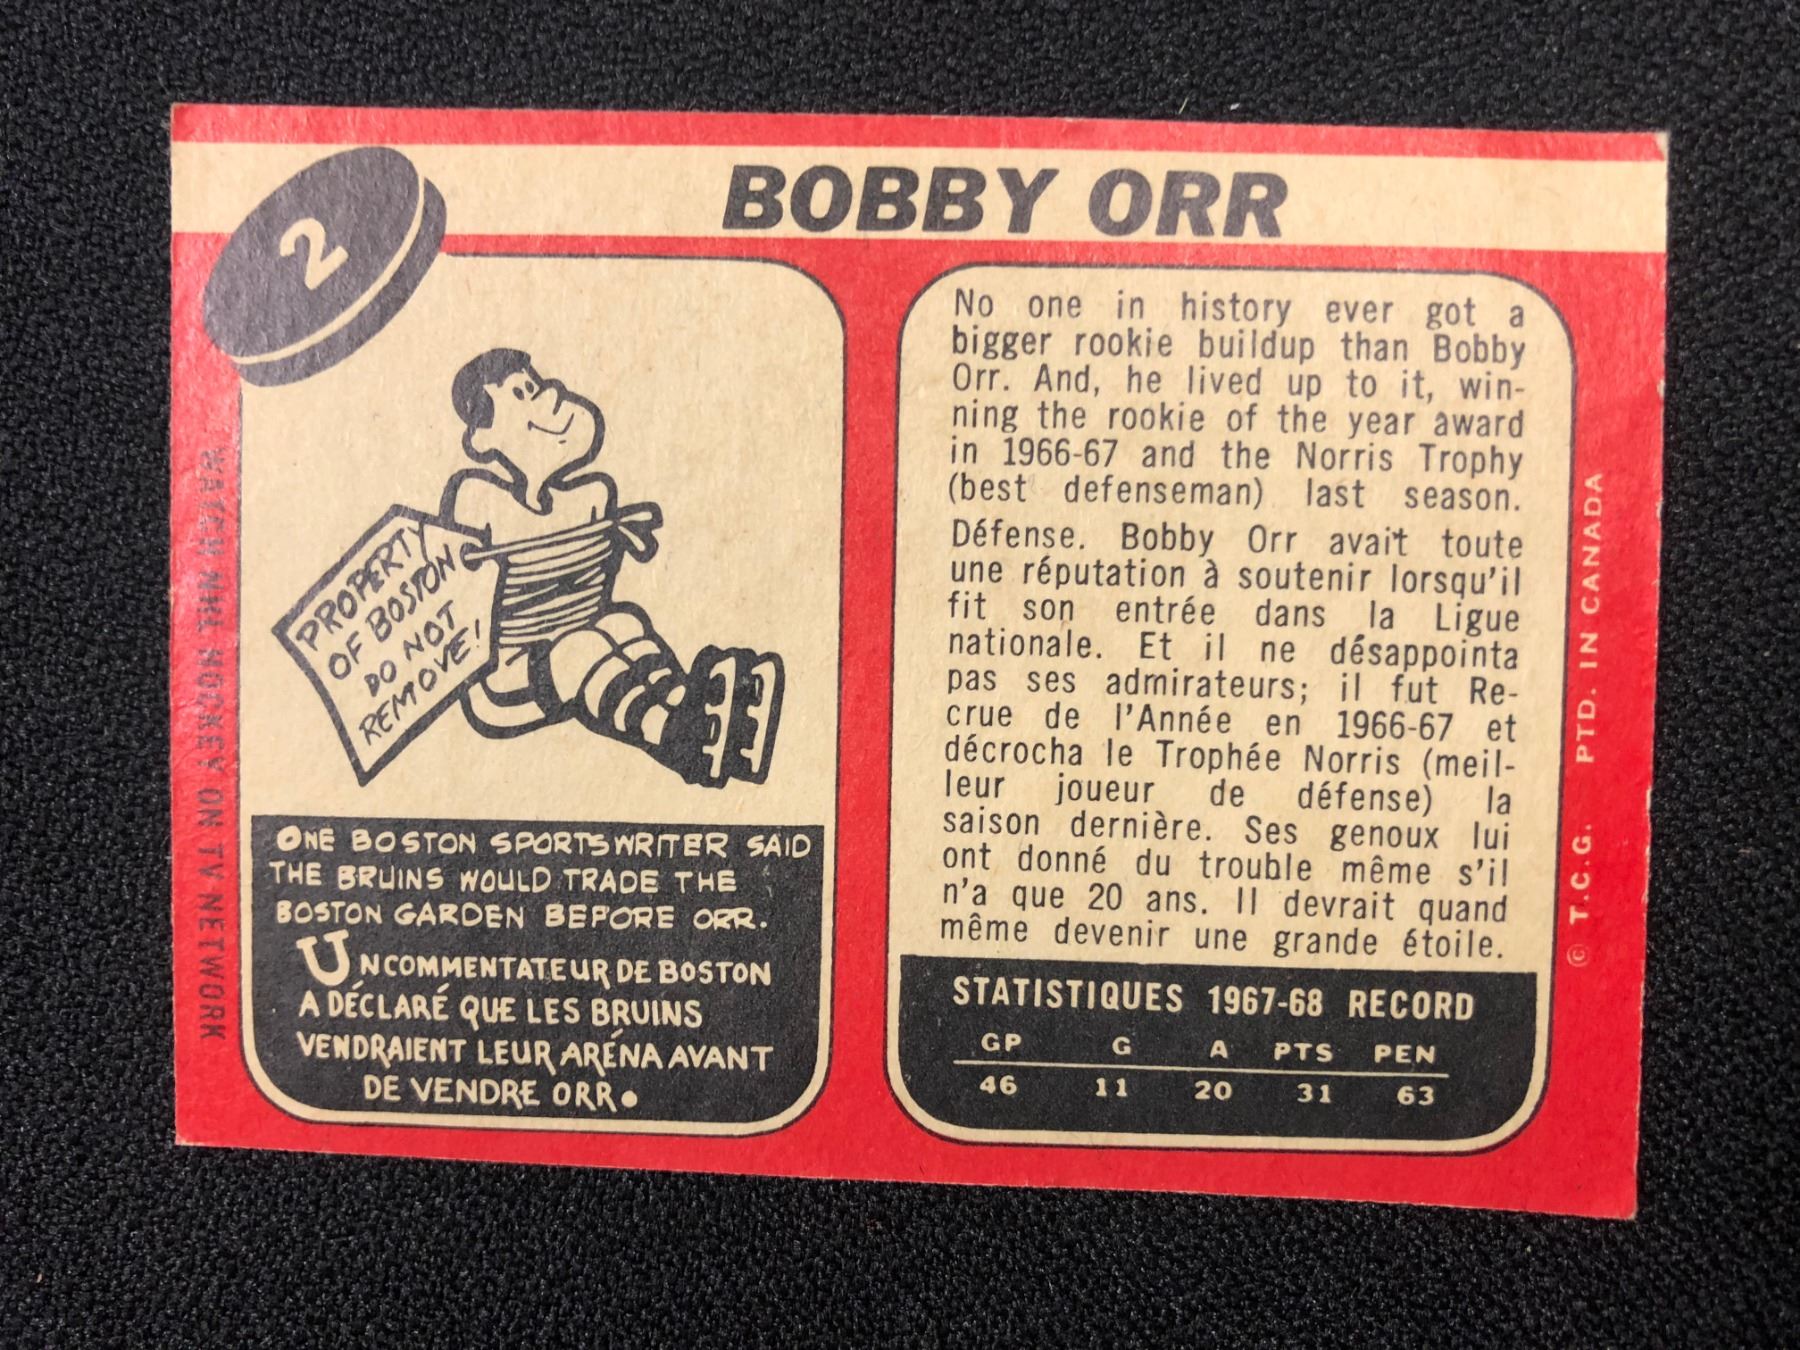 2
BOBBY ORR
PROPERTY
OF BOSTON
DO NOT
REMOVE!
ONE BOSTON SPORTSWRITER SAID
THE BRUINS WOULD TRADE THE
BOSTON GARDEN BEFORE ORR.
UN COMMENTATEUR DE BOSTON
A DÉCLARÉ QUE LES BRUINS
VENDRAIENT LEUR ARÉNA AVANT
DE VENDRE ORR.
No one in history ever got a
bigger rookie buildup than Bobby
Orr. And, he lived up to it, win-
ning the rookie of the year award
in 1966-67 and the Norris Trophy
(best defenseman) last season.
Défense. Bobby Orr avait toute
une réputation à soutenir lorsqu'il
fit son entrée dans la Ligue
nationale. Et il ne désappointa
pas ses admirateurs; il fut Re-
crue de l'Année en 1966-67 et
décrocha le Trophée Norris (meil-
leur joueur de défense) la
saison dernière. Ses genoux lui
ont donné du trouble même s'il
n'a que 20 ans. Il devrait quand
même devenir une grande étoile.
STATISTIQUES 1967-68 RECORD
GP G A PTS PEN
46 11 20 31 63
WATCH NHL HOCKEY ON TV NETWORK
© T.C.G. PTD. IN CANADA